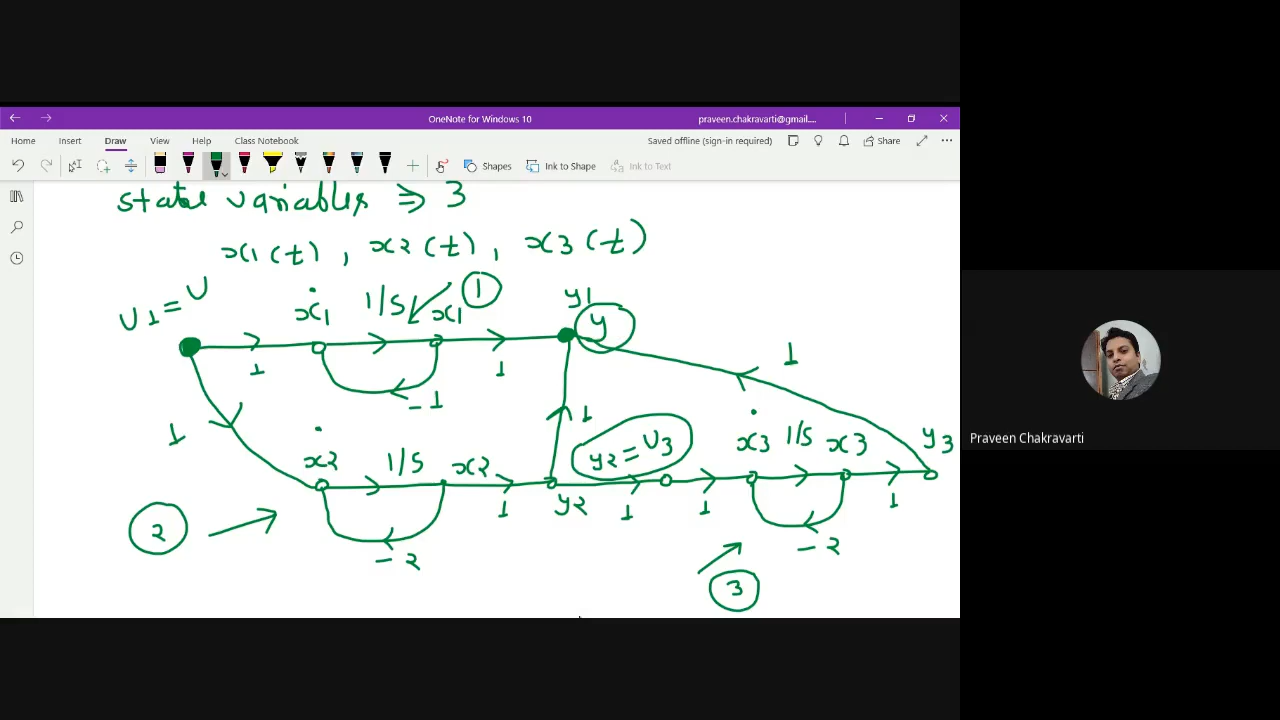 OneNote for Windows 10
praveen.chakravarti@gmail....
Home Insert Draw View Help Class Notebook
Saved offline (sign-in required)
Share
Shapes
Ink to Shape
Ink to Text
state variables ⇒ 3
x1(t), x2(t), x3(t)
U1 = U
ẋ1 1/S x1
1
y1
y
1
1
-1
1
1
1
ẋ2 1/S x2
y2 = U3
ẋ3 1/S x3
y3
1
y2
1
1
1
2
-2
-2
3
Praveen Chakravarti